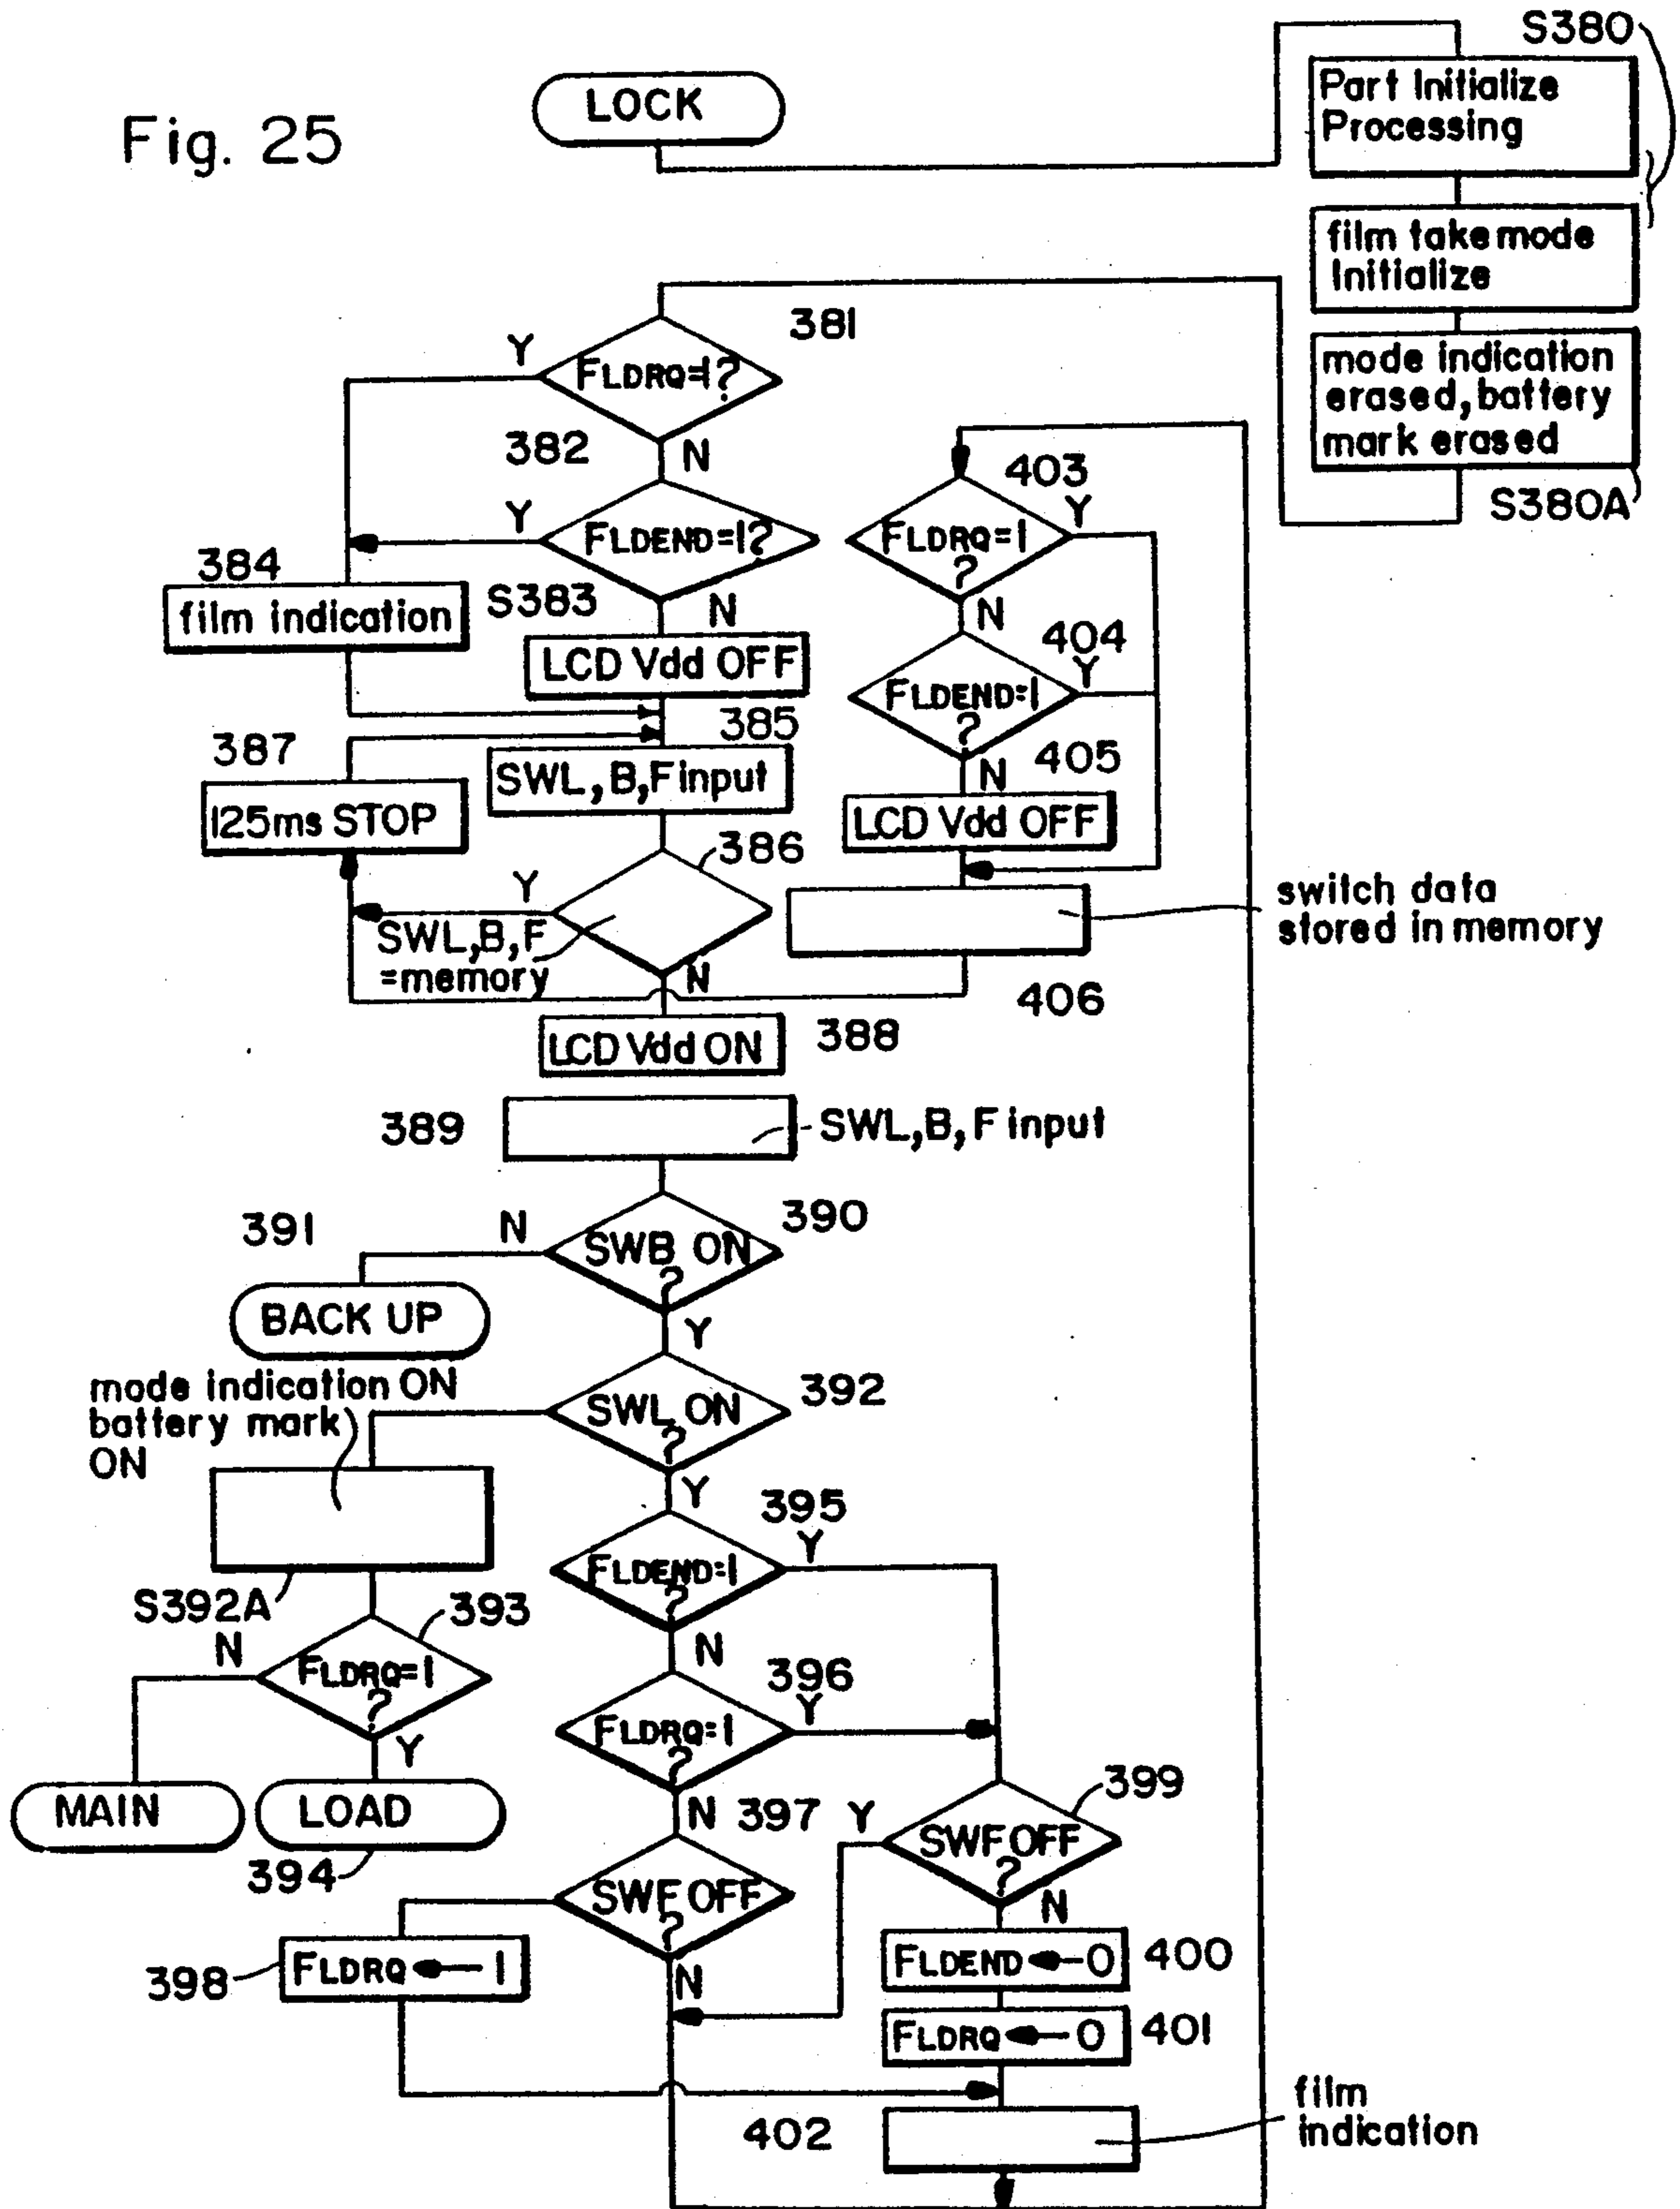 Fig. 25
LOCK
S380
Part Initialize
Processing
film take mode
Initialize
mode indication
erased, battery
mark erased
S380A
381
Y
FLDRQ=1?
N
382
Y
FLDEND=1?
N
384
film indication
S383
LCD Vdd OFF
385
387
SWL, B, F input
125ms STOP
386
Y
SWL, B, F
=memory
N
LCD Vdd ON
388
403
FLDRQ=1
?
Y
N
404
FLDEND=1
?
Y
N
405
LCD Vdd OFF
switch data
stored in memory
406
389
SWL, B, F input
390
SWB ON
?
N
391
BACK UP
Y
392
SWL ON
?
mode indication ON
battery mark
ON
S392A
Y
393
FLDRQ=1
?
N
Y
MAIN
LOAD
394
395
FLDEND=1
?
Y
N
396
FLDRQ=1
?
Y
N
397
SWF OFF
?
N
398
FLDRQ ← 1
399
Y
SWF OFF
?
N
FLDEND ← 0
400
FLDRQ ← 0
401
402
film
indication